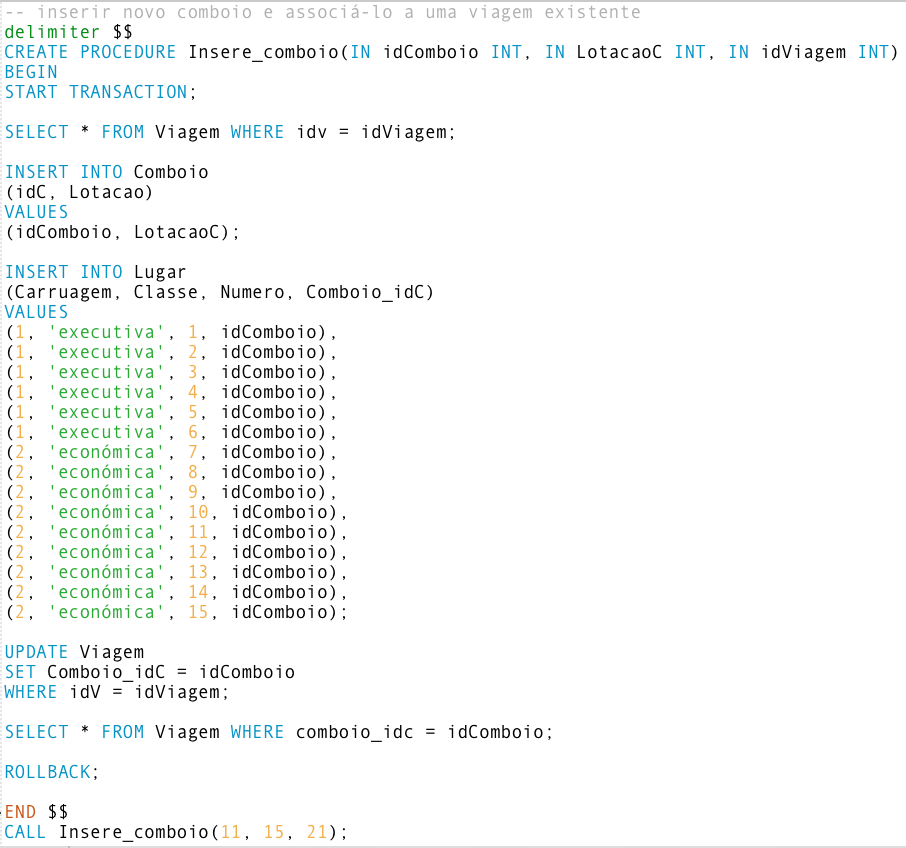 -- inserir novo comboio e associá-lo a uma viagem existente
delimiter $$
CREATE PROCEDURE Insere_comboio(IN idComboio INT, IN LotacaoC INT, IN idViagem INT)
BEGIN
START TRANSACTION;
SELECT * FROM Viagem WHERE idv = idViagem;
INSERT INTO Comboio
(idC, Lotacao)
VALUES
(idComboio, LotacaoC);
INSERT INTO Lugar
(Carruagem, Classe, Numero, Comboio_idC)
VALUES
(1, 'executiva', 1, idComboio),
(1, 'executiva', 2, idComboio),
(1, 'executiva', 3, idComboio),
(1, 'executiva', 4, idComboio),
(1, 'executiva', 5, idComboio),
(1, 'executiva', 6, idComboio),
(2, 'económica', 7, idComboio),
(2, 'económica', 8, idComboio),
(2, 'económica', 9, idComboio),
(2, 'económica', 10, idComboio),
(2, 'económica', 11, idComboio),
(2, 'económica', 12, idComboio),
(2, 'económica', 13, idComboio),
(2, 'económica', 14, idComboio),
(2, 'económica', 15, idComboio);
UPDATE Viagem
SET Comboio_idC = idComboio
WHERE idV = idViagem;
SELECT * FROM Viagem WHERE comboio_idc = idComboio;
ROLLBACK;
END $$
CALL Insere_comboio(11, 15, 21);